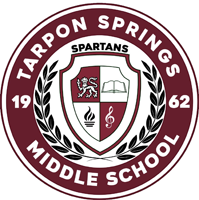 TARPON SPRINGS
SPARTANS
19 62
MIDDLE SCHOOL